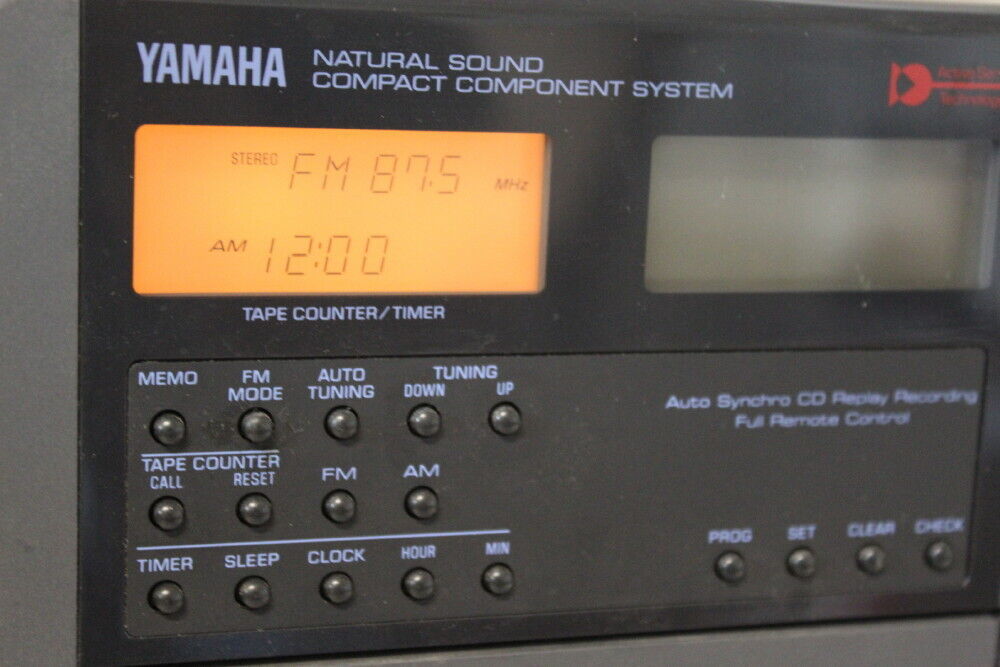 YAMAHA
NATURAL SOUND
COMPACT COMPONENT SYSTEM
STEREO FM 87.5 MHz
AM 12:00
TAPE COUNTER/TIMER
MEMO
FM
MODE
AUTO
TUNING
TUNING
DOWN UP
TAPE COUNTER
CALL RESET
FM AM
TIMER SLEEP CLOCK HOUR MIN
Auto Synchro CD Replay Recording
Full Remote Control
PROG SET CLEAR CHECK